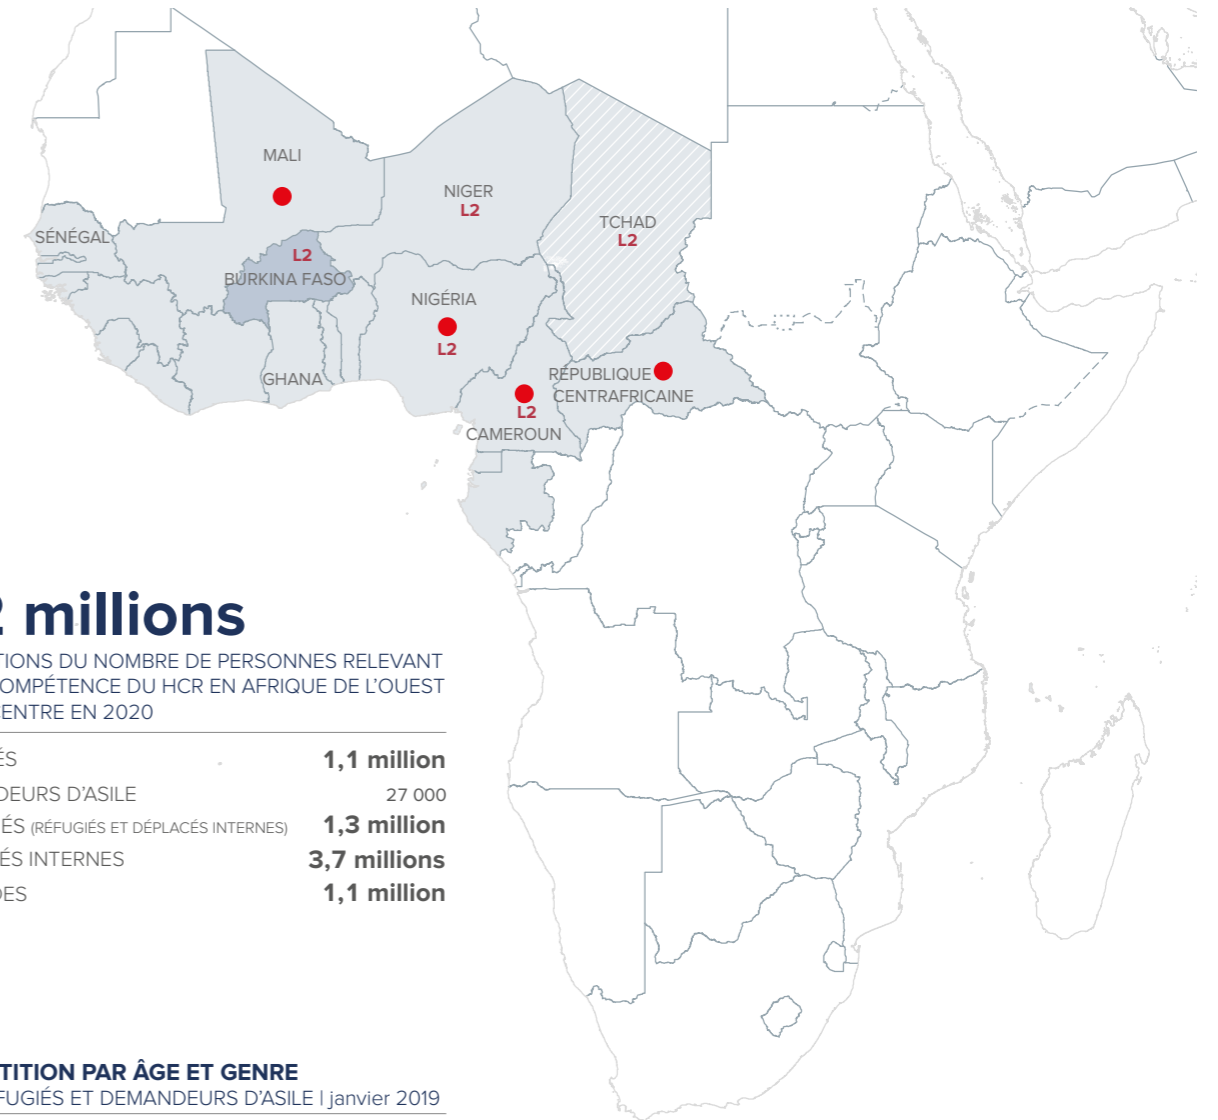 MALI
NIGER
L2
TCHAD
L2
SÉNÉGAL
L2
BURKINA FASO
NIGÉRIA
L2
GHANA
RÉPUBLIQUE
CENTRAFRICAINE
L2
CAMEROUN
2 millions
TIONS DU NOMBRE DE PERSONNES RELEVANT
OMPÉTENCE DU HCR EN AFRIQUE DE L’OUEST
CENTRE EN 2020
ÉS 1,1 million
DEURS D’ASILE 27 000
ÉS (RÉFUGIÉS ET DÉPLACÉS INTERNES) 1,3 million
ÉS INTERNES 3,7 millions
DES 1,1 million
TITION PAR ÂGE ET GENRE
FUGIÉS ET DEMANDEURS D’ASILE | janvier 2019